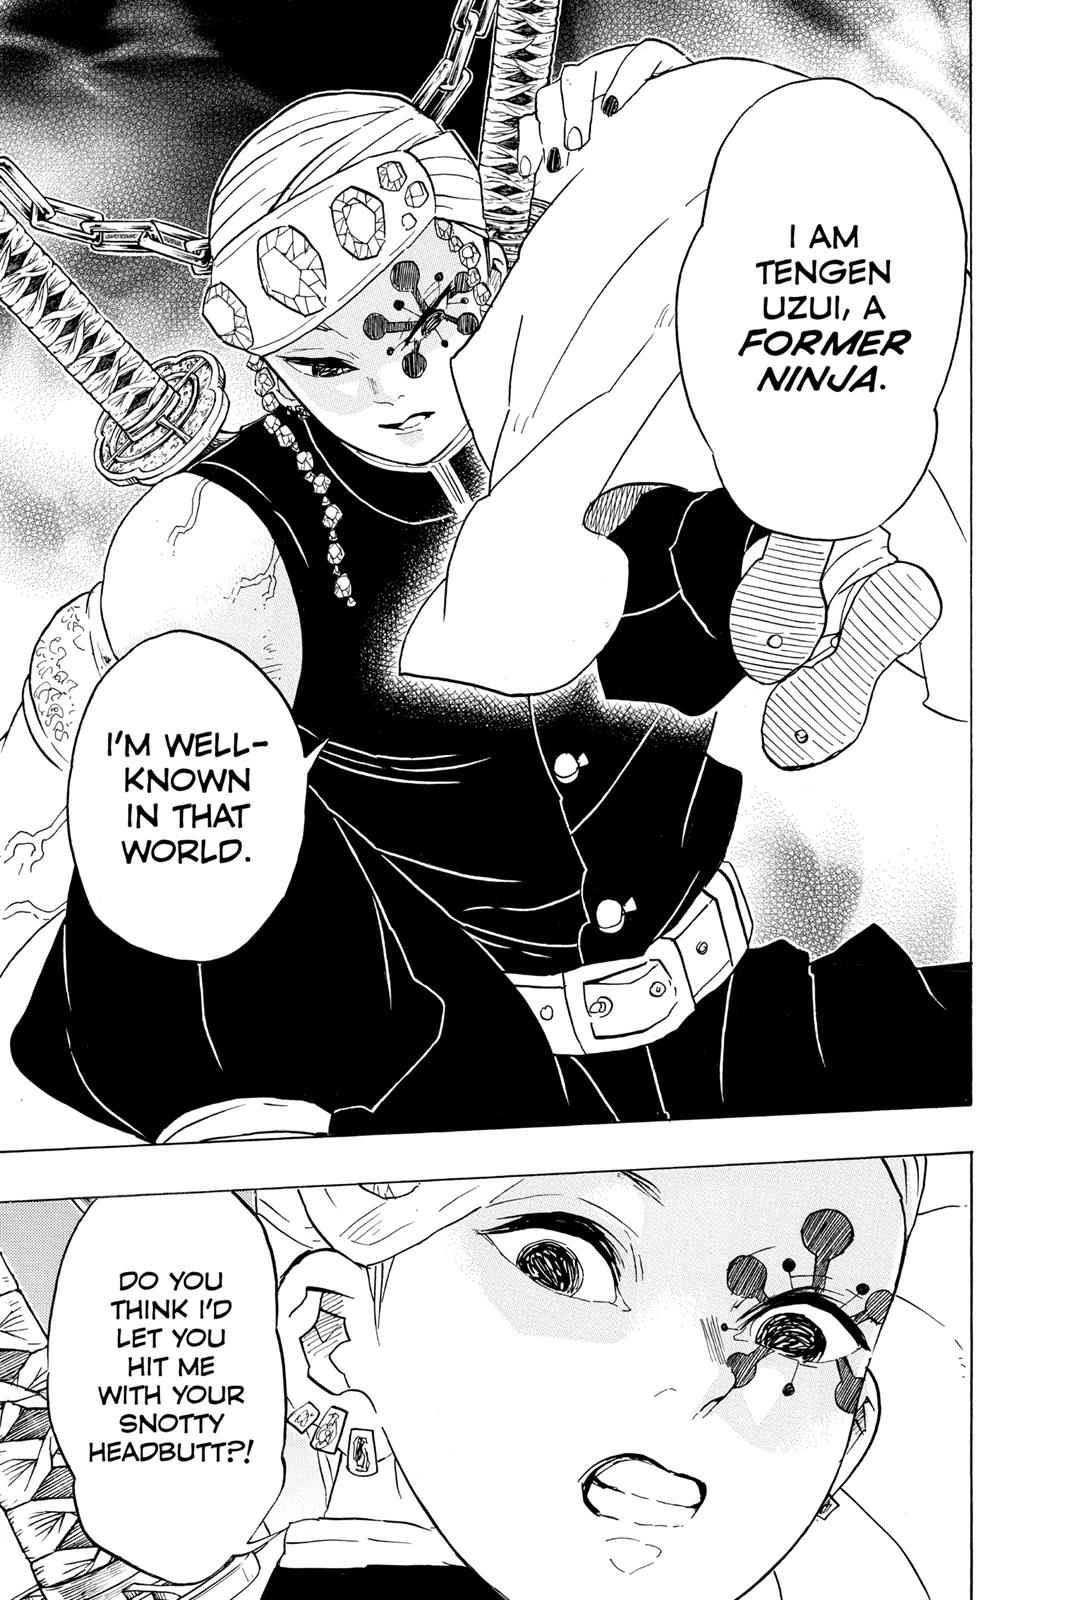 I AM
TENGEN
UZUI, A
FORMER
NINJA.
I'M WELL-
KNOWN
IN THAT
WORLD.
DO YOU
THINK I'D
LET YOU
HIT ME
WITH YOUR
SNOTTY
HEADBUTT?!